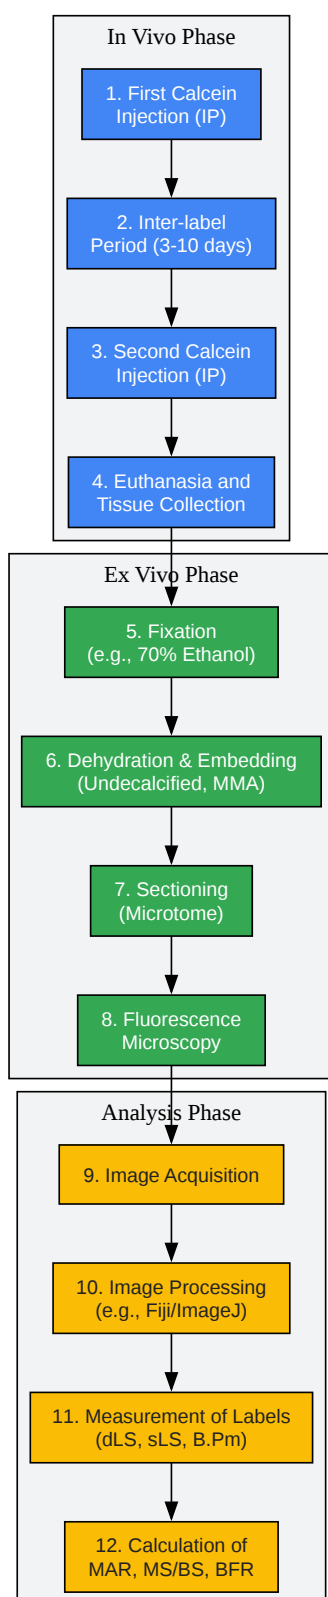 In Vivo Phase
1. First Calcein
Injection (IP)
2. Inter-label
Period (3-10 days)
3. Second Calcein
Injection (IP)
4. Euthanasia and
Tissue Collection
Ex Vivo Phase
5. Fixation
(e.g., 70% Ethanol)
6. Dehydration & Embedding
(Undecalcified, MMA)
7. Sectioning
(Microtome)
8. Fluorescence
Microscopy
Analysis Phase
9. Image Acquisition
10. Image Processing
(e.g., Fiji/ImageJ)
11. Measurement of Labels
(dLS, sLS, B.Pm)
12. Calculation of
MAR, MS/BS, BFR